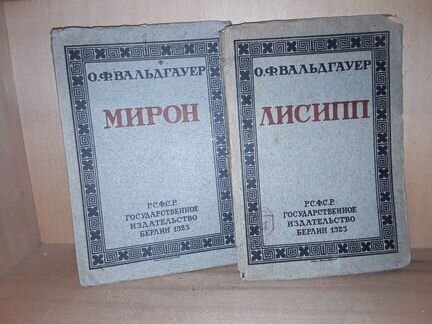 О.Ф.ВАЛЬДГАУЕР
МИРОН
Р.С.Ф.С.Р.
ГОСУДАРСТВЕННОЕ
ИЗДАТЕЛЬСТВО
БЕРЛИН 1923
О.Ф.ВАЛЬДГАУЕР
ЛИСИПП
Р.С.Ф.С.Р.
ГОСУДАРСТВЕННОЕ
ИЗДАТЕЛЬСТВО
БЕРЛИН 1923